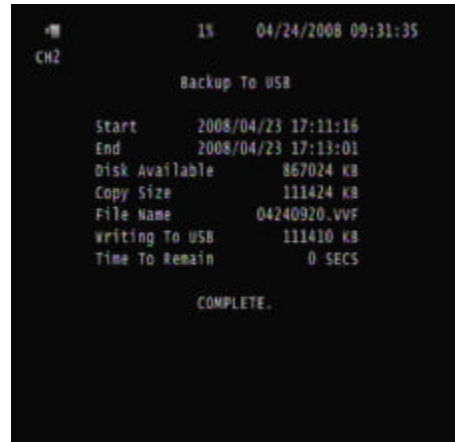 1% 04/24/2008 09:31:35
CH2
Backup To USB
Start 2008/04/23 17:11:16
End 2008/04/23 17:13:01
Disk Available 867024 KB
Copy Size 111424 KB
File Name 04240920.VVF
Writing To USB 111410 KB
Time To Remain 0 SECS
COMPLETE.